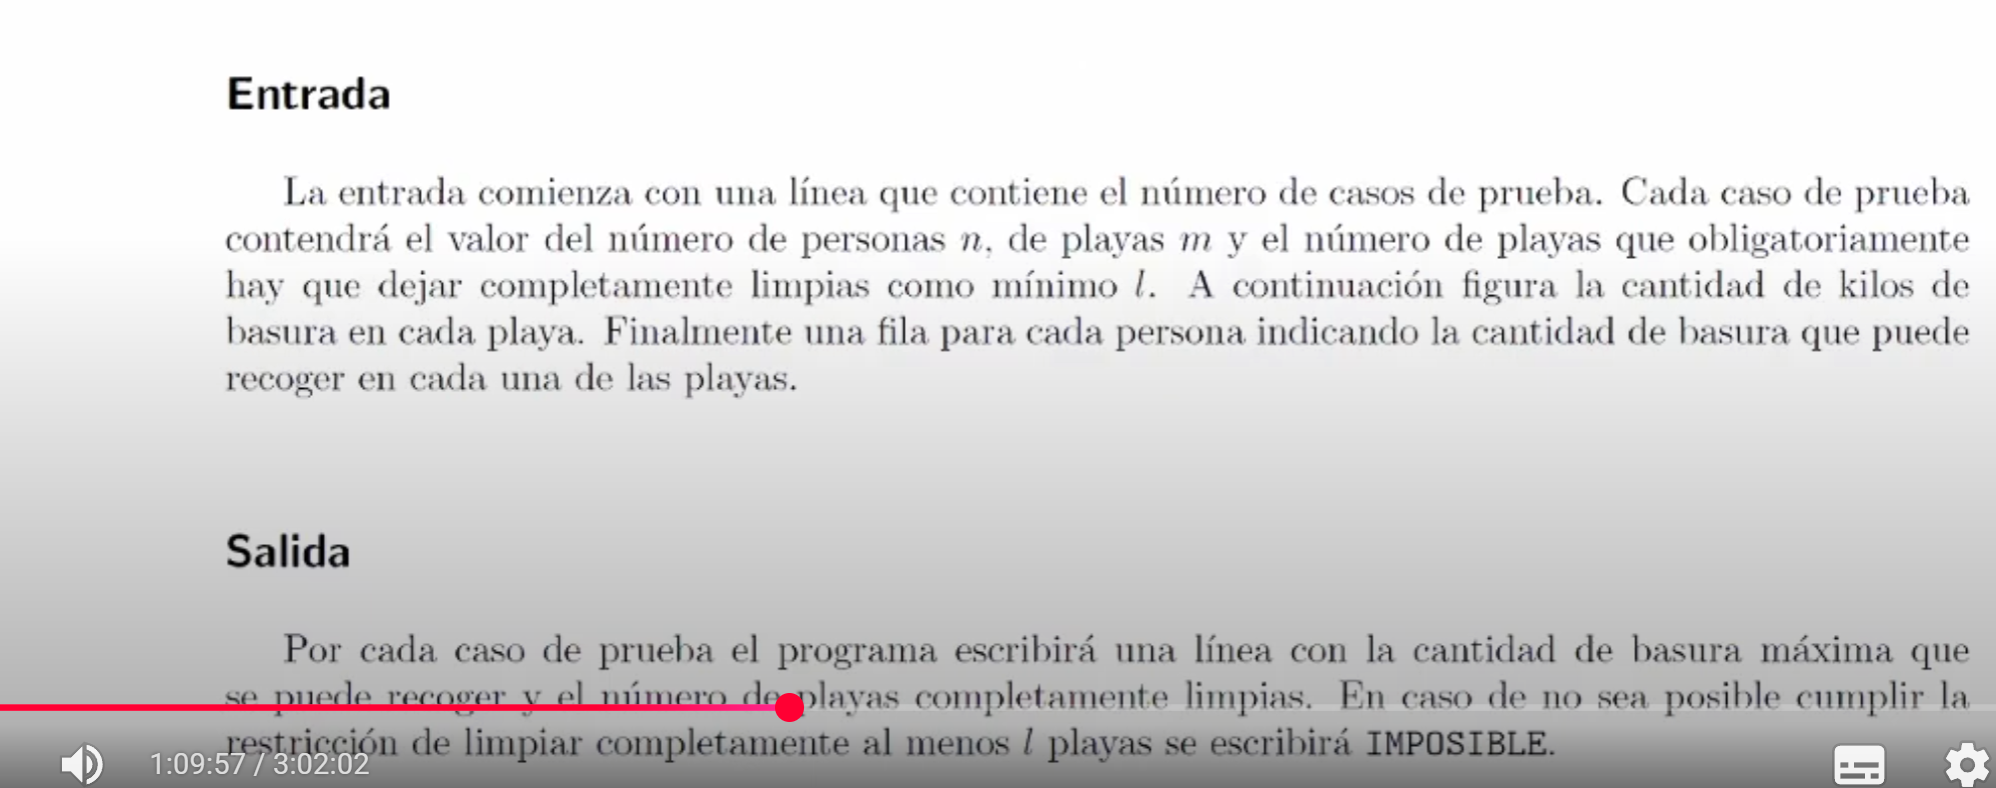 Entrada
La entrada comienza con una línea que contiene el número de casos de prueba. Cada caso de prueba
contendrá el valor del número de personas n, de playas m y el número de playas que obligatoriamente
hay que dejar completamente limpias como mínimo l. A continuación figura la cantidad de kilos de
basura en cada playa. Finalmente una fila para cada persona indicando la cantidad de basura que puede
recoger en cada una de las playas.
Salida
Por cada caso de prueba el programa escribirá una línea con la cantidad de basura máxima que
se puede recoger y el número de playas completamente limpias. En caso de no sea posible cumplir la
restricción de limpiar completamente al menos l playas se escribirá IMPOSIBLE.
1:09:57 / 3:02:02